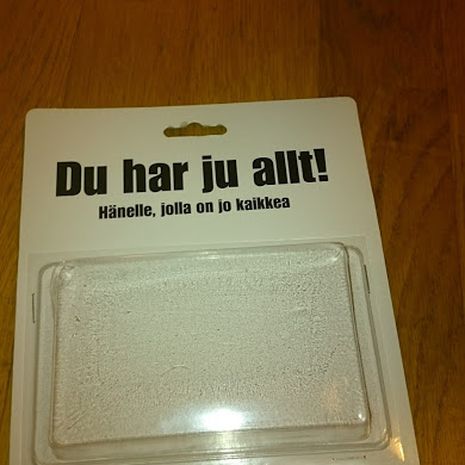 Du har ju allt!
Hänelle, jolla on jo kaikkea